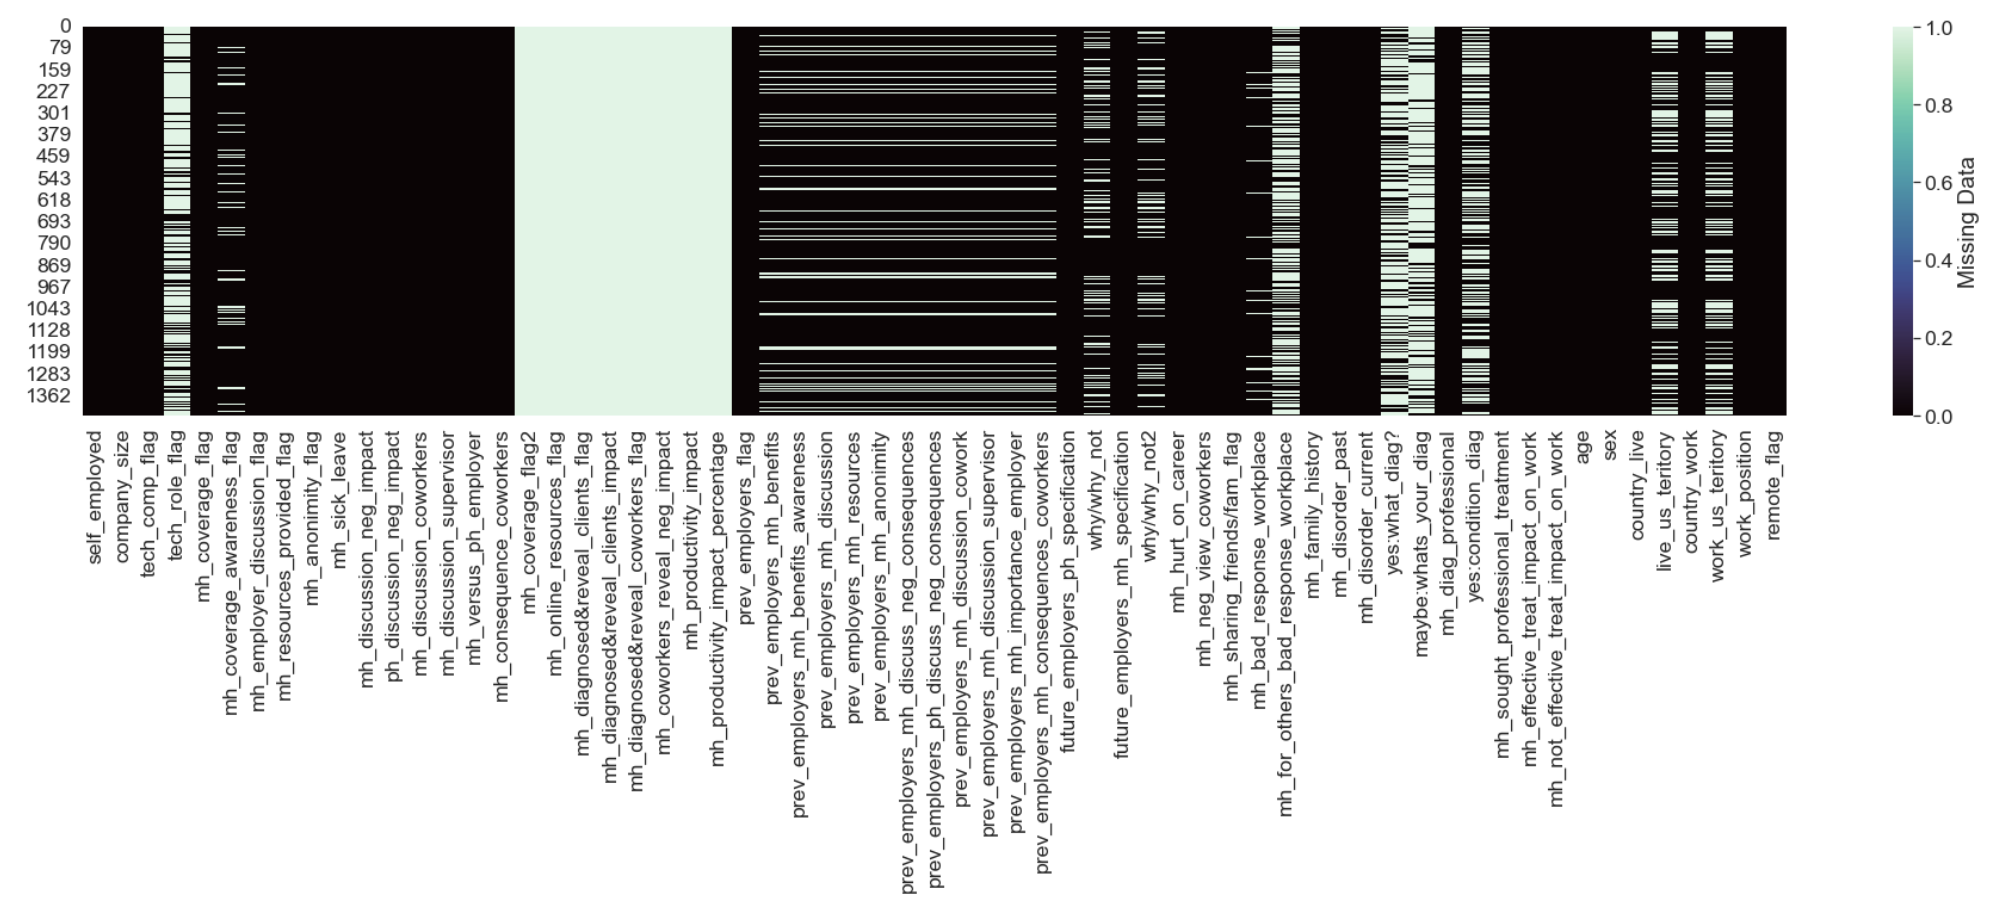 0
79
159
227
301
379
459
543
618
693
790
869
967
1043
1128
1199
1283
1362
self_employed
company_size
tech_comp_flag
tech_role_flag
mh_coverage_flag
mh_coverage_awareness_flag
mh_employer_discussion_flag
mh_resources_provided_flag
mh_anonimity_flag
mh_sick_leave
mh_discussion_neg_impact
ph_discussion_neg_impact
mh_discussion_coworkers
mh_discussion_supervisor
mh_versus_ph_employer
mh_consequence_coworkers
mh_coverage_flag2
mh_online_resources_flag
mh_diagnosed&reveal_clients_flag
mh_diagnosed&reveal_clients_impact
mh_diagnosed&reveal_coworkers_flag
mh_coworkers_reveal_neg_impact
mh_productivity_impact
mh_productivity_impact_percentage
prev_employers_flag
prev_employers_mh_benefits
prev_employers_mh_benefits_awareness
prev_employers_mh_discussion
prev_employers_mh_resources
prev_employers_mh_anonimity
prev_employers_mh_discuss_neg_consequences
prev_employers_ph_discuss_neg_consequences
prev_employers_mh_discussion_cowork
prev_employers_mh_discussion_supervisor
prev_employers_mh_importance_employer
prev_employers_mh_consequences_coworkers
future_employers_ph_specification
why/why_not
future_employers_mh_specification
why/why_not2
mh_hurt_on_career
mh_neg_view_coworkers
mh_sharing_friends/fam_flag
mh_bad_response_workplace
mh_for_others_bad_response_workplace
mh_family_history
mh_disorder_past
mh_disorder_current
yes:what_diag?
maybe:whats_your_diag
mh_diag_professional
yes:condition_diag
mh_sought_professional_treatment
mh_effective_treat_impact_on_work
mh_not_effective_treat_impact_on_work
age
sex
country_live
live_us_teritory
country_work
work_us_teritory
work_position
remote_flag
1.0
0.8
0.6
0.4
0.2
0.0
Missing Data